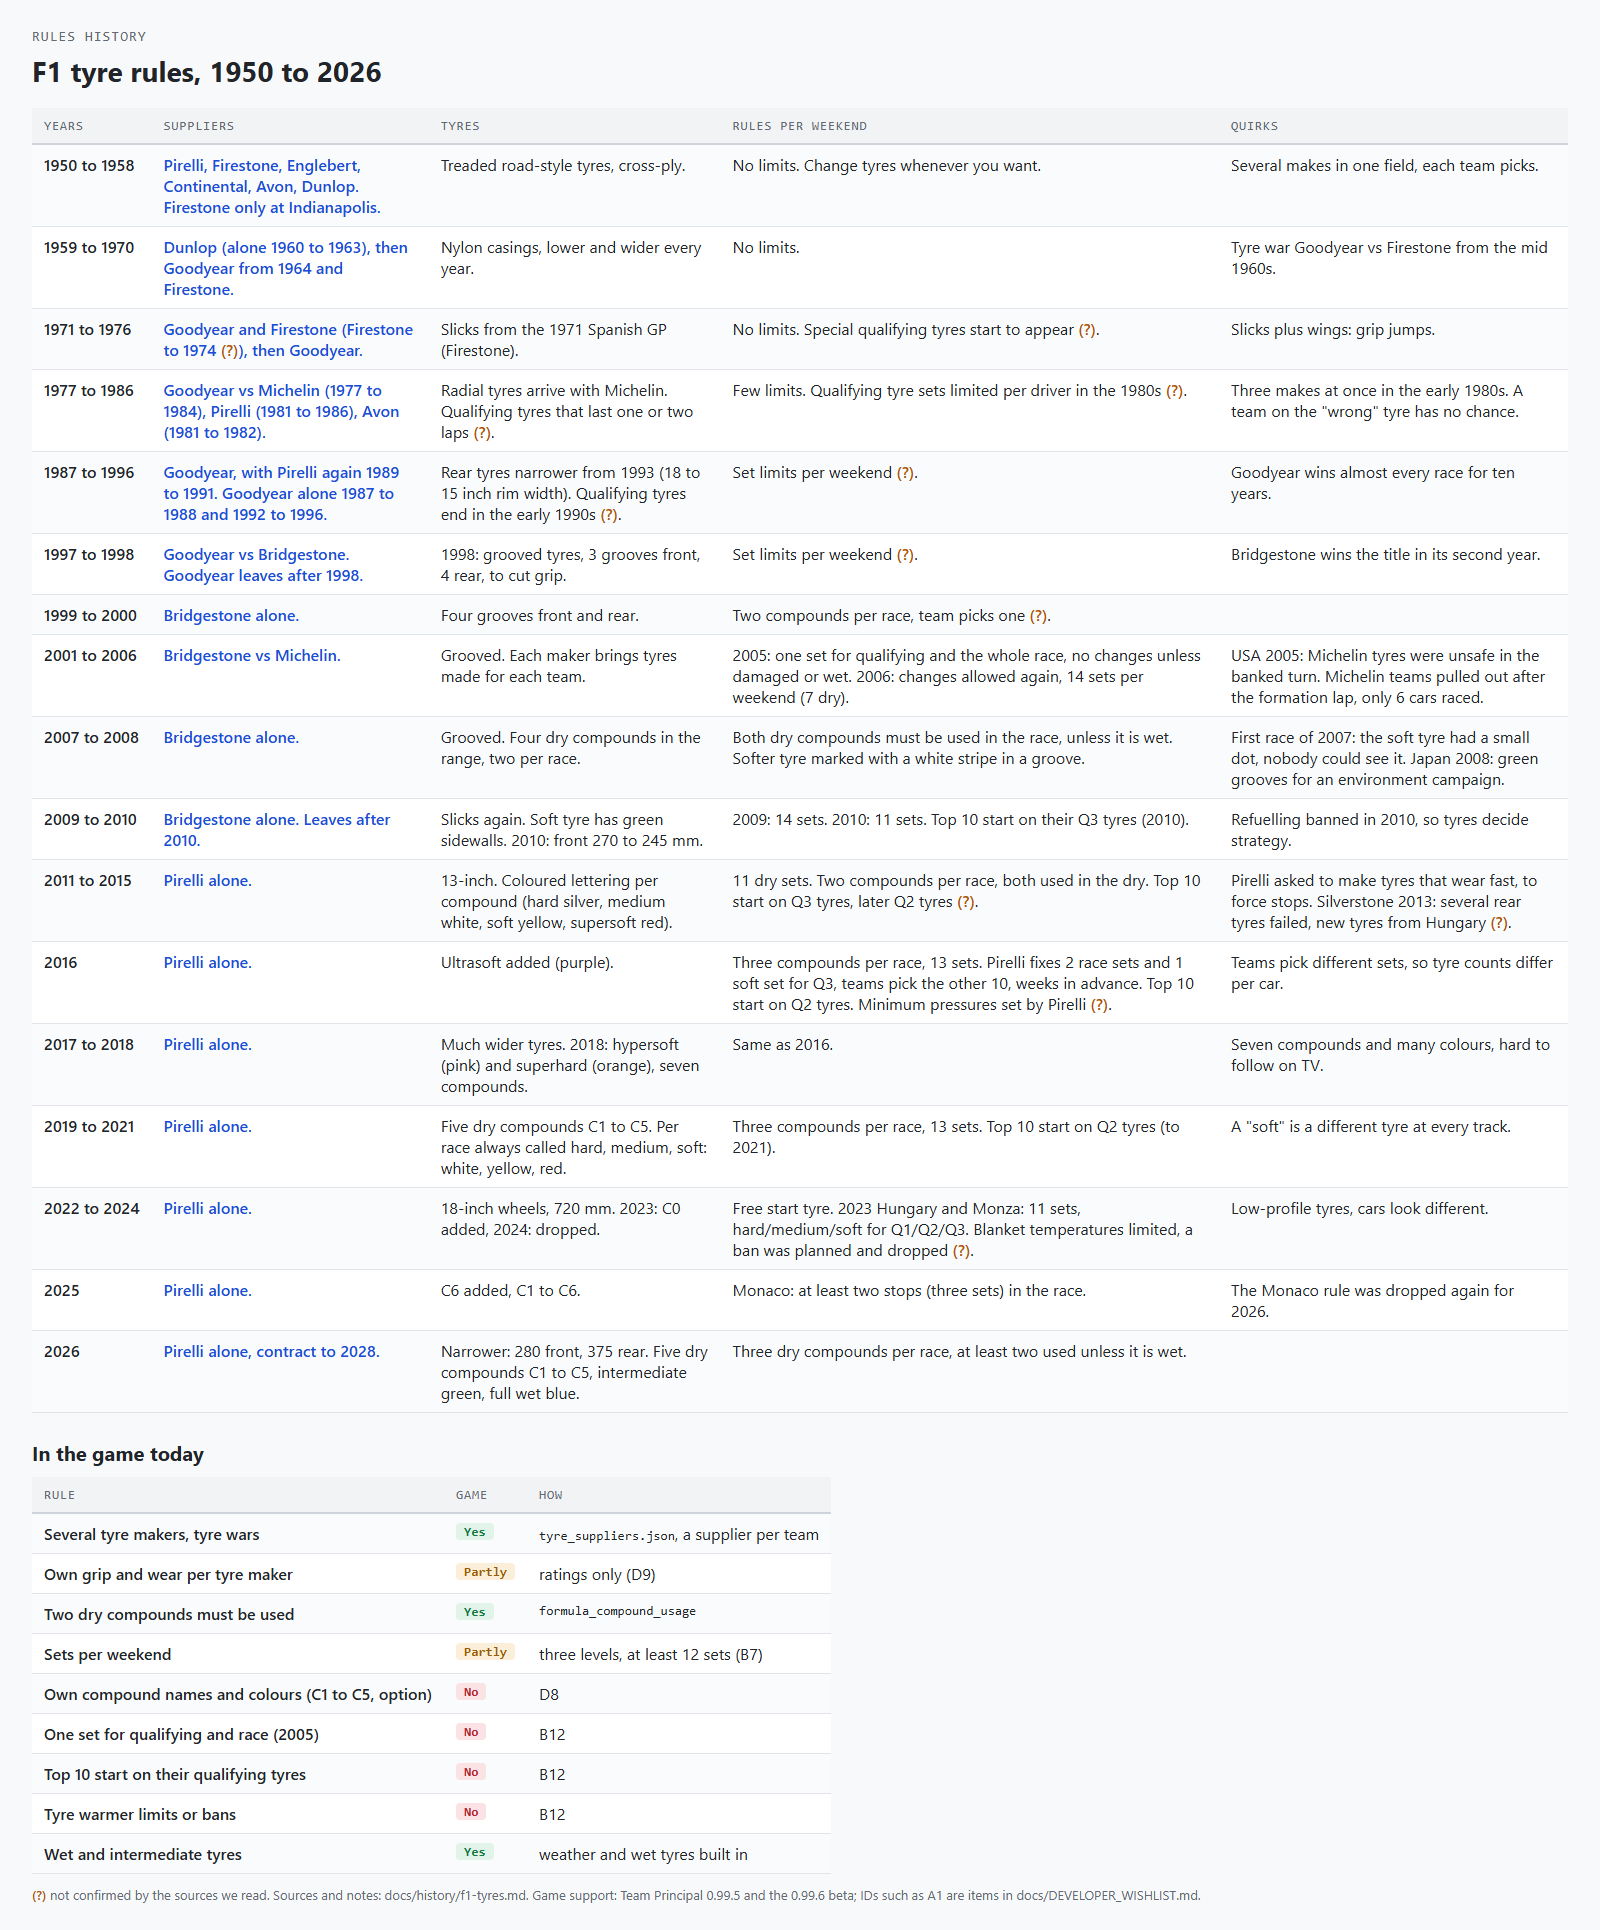 RULES HISTORY
F1 tyre rules, 1950 to 2026
YEARS SUPPLIERS TYRES RULES PER WEEKEND QUIRKS
1950 to 1958
Pirelli, Firestone, Englebert,
Continental, Avon, Dunlop.
Firestone only at Indianapolis.
Treaded road-style tyres, cross-ply.
No limits. Change tyres whenever you want.
Several makes in one field, each team picks.
1959 to 1970
Dunlop (alone 1960 to 1963), then
Goodyear from 1964 and
Firestone.
Nylon casings, lower and wider every
year.
No limits.
Tyre war Goodyear vs Firestone from the mid
1960s.
1971 to 1976
Goodyear and Firestone (Firestone
to 1974 (?)), then Goodyear.
Slicks from the 1971 Spanish GP
(Firestone).
No limits. Special qualifying tyres start to appear (?).
Slicks plus wings: grip jumps.
1977 to 1986
Goodyear vs Michelin (1977 to
1984), Pirelli (1981 to 1986), Avon
(1981 to 1982).
Radial tyres arrive with Michelin.
Qualifying tyres that last one or two
laps (?).
Few limits. Qualifying tyre sets limited per driver in the 1980s (?).
Three makes at once in the early 1980s. A
team on the "wrong" tyre has no chance.
1987 to 1996
Goodyear, with Pirelli again 1989
to 1991. Goodyear alone 1987 to
1988 and 1992 to 1996.
Rear tyres narrower from 1993 (18 to
15 inch rim width). Qualifying tyres
end in the early 1990s (?).
Set limits per weekend (?).
Goodyear wins almost every race for ten
years.
1997 to 1998
Goodyear vs Bridgestone.
Goodyear leaves after 1998.
1998: grooved tyres, 3 grooves front,
4 rear, to cut grip.
Set limits per weekend (?).
Bridgestone wins the title in its second year.
1999 to 2000
Bridgestone alone.
Four grooves front and rear.
Two compounds per race, team picks one (?).
2001 to 2006
Bridgestone vs Michelin.
Grooved. Each maker brings tyres
made for each team.
2005: one set for qualifying and the whole race, no changes unless
damaged or wet. 2006: changes allowed again, 14 sets per
weekend (7 dry).
USA 2005: Michelin tyres were unsafe in the
banked turn. Michelin teams pulled out after
the formation lap, only 6 cars raced.
2007 to 2008
Bridgestone alone.
Grooved. Four dry compounds in the
range, two per race.
Both dry compounds must be used in the race, unless it is wet.
Softer tyre marked with a white stripe in a groove.
First race of 2007: the soft tyre had a small
dot, nobody could see it. Japan 2008: green
grooves for an environment campaign.
2009 to 2010
Bridgestone alone. Leaves after
2010.
Slicks again. Soft tyre has green
sidewalls. 2010: front 270 to 245 mm.
2009: 14 sets. 2010: 11 sets. Top 10 start on their Q3 tyres (2010).
Refuelling banned in 2010, so tyres decide
strategy.
2011 to 2015
Pirelli alone.
13-inch. Coloured lettering per
compound (hard silver, medium
white, soft yellow, supersoft red).
11 dry sets. Two compounds per race, both used in the dry. Top 10
start on Q3 tyres, later Q2 tyres (?).
Pirelli asked to make tyres that wear fast, to
force stops. Silverstone 2013: several rear
tyres failed, new tyres from Hungary (?).
2016
Pirelli alone.
Ultrasoft added (purple).
Three compounds per race, 13 sets. Pirelli fixes 2 race sets and 1
soft set for Q3, teams pick the other 10, weeks in advance. Top 10
start on Q2 tyres. Minimum pressures set by Pirelli (?).
Teams pick different sets, so tyre counts differ
per car.
2017 to 2018
Pirelli alone.
Much wider tyres. 2018: hypersoft
(pink) and superhard (orange), seven
compounds.
Same as 2016.
Seven compounds and many colours, hard to
follow on TV.
2019 to 2021
Pirelli alone.
Five dry compounds C1 to C5. Per
race always called hard, medium, soft:
white, yellow, red.
Three compounds per race, 13 sets. Top 10 start on Q2 tyres (to
2021).
A "soft" is a different tyre at every track.
2022 to 2024
Pirelli alone.
18-inch wheels, 720 mm. 2023: C0
added, 2024: dropped.
Free start tyre. 2023 Hungary and Monza: 11 sets,
hard/medium/soft for Q1/Q2/Q3. Blanket temperatures limited, a
ban was planned and dropped (?).
Low-profile tyres, cars look different.
2025
Pirelli alone.
C6 added, C1 to C6.
Monaco: at least two stops (three sets) in the race.
The Monaco rule was dropped again for
2026.
2026
Pirelli alone, contract to 2028.
Narrower: 280 front, 375 rear. Five dry
compounds C1 to C5, intermediate
green, full wet blue.
Three dry compounds per race, at least two used unless it is wet.
In the game today
RULE GAME HOW
Several tyre makers, tyre wars Yes tyre_suppliers.json, a supplier per team
Own grip and wear per tyre maker Partly ratings only (D9)
Two dry compounds must be used Yes formula_compound_usage
Sets per weekend Partly three levels, at least 12 sets (B7)
Own compound names and colours (C1 to C5, option) No D8
One set for qualifying and race (2005) No B12
Top 10 start on their qualifying tyres No B12
Tyre warmer limits or bans No B12
Wet and intermediate tyres Yes weather and wet tyres built in
(?) not confirmed by the sources we read. Sources and notes: docs/history/f1-tyres.md. Game support: Team Principal 0.99.5 and the 0.99.6 beta; IDs such as A1 are items in docs/DEVELOPER_WISHLIST.md.